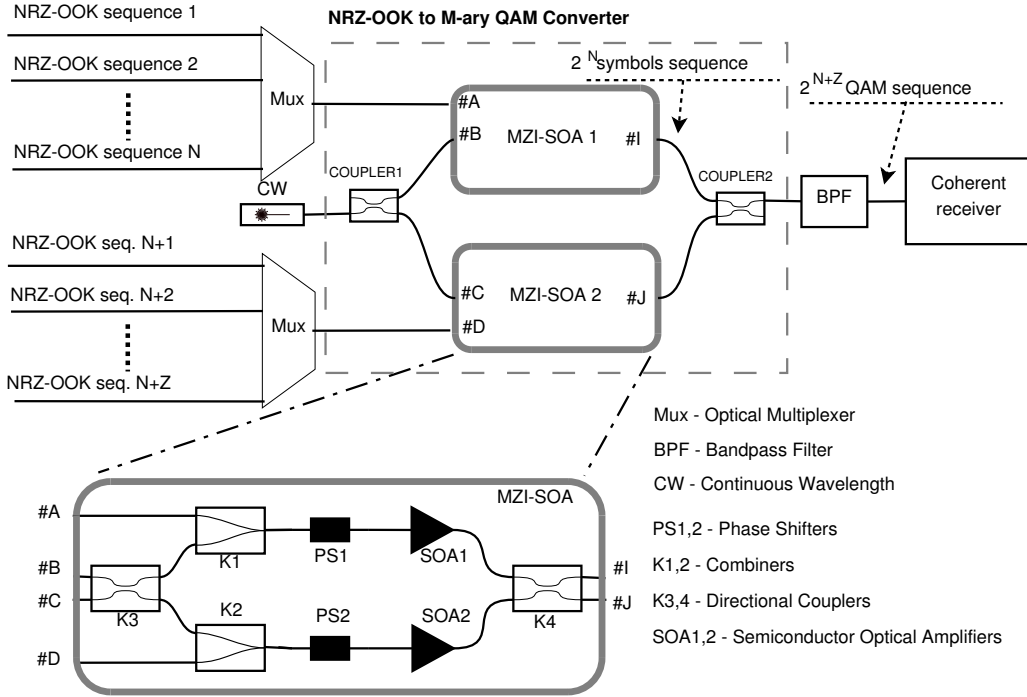 NRZ-OOK sequence 1
NRZ-OOK to M-ary QAM Converter
NRZ-OOK sequence 2
NRZ-OOK sequence N
Mux
CW
COUPLER1
#A
#B
MZI-SOA 1
#I
2^N symbols sequence
2^N+Z QAM sequence
COUPLER2
BPF
Coherent
receiver
NRZ-OOK seq. N+1
NRZ-OOK seq. N+2
NRZ-OOK seq. N+Z
Mux
#C
#D
MZI-SOA 2
#J
Mux - Optical Multiplexer
BPF - Bandpass Filter
CW - Continuous Wavelength
PS1,2 - Phase Shifters
K1,2 - Combiners
K3,4 - Directional Couplers
SOA1,2 - Semiconductor Optical Amplifiers
MZI-SOA
#A
#B
#C
#D
K1
PS1
SOA1
K3
K2
PS2
SOA2
K4
#I
#J